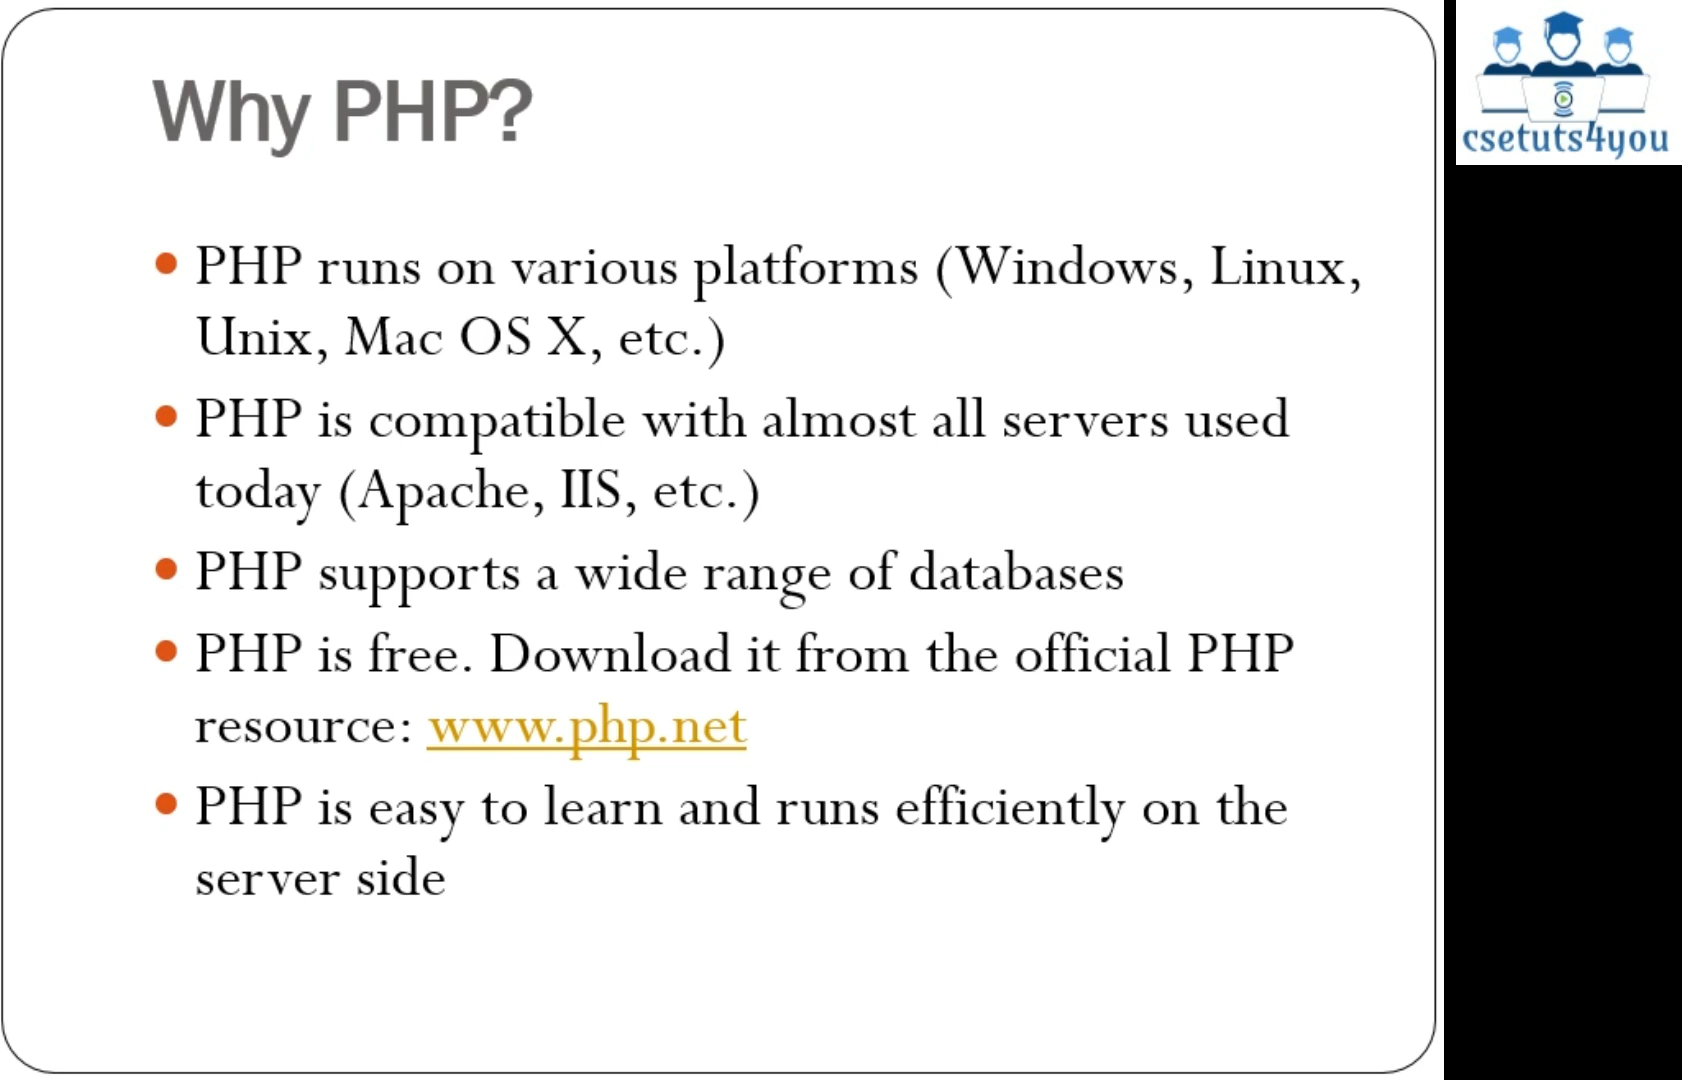 Why PHP?
csetuts4you
PHP runs on various platforms (Windows, Linux,
Unix, Mac OS X, etc.)
PHP is compatible with almost all servers used
today (Apache, IIS, etc.)
PHP supports a wide range of databases
PHP is free. Download it from the official PHP
resource: www.php.net
PHP is easy to learn and runs efficiently on the
server side